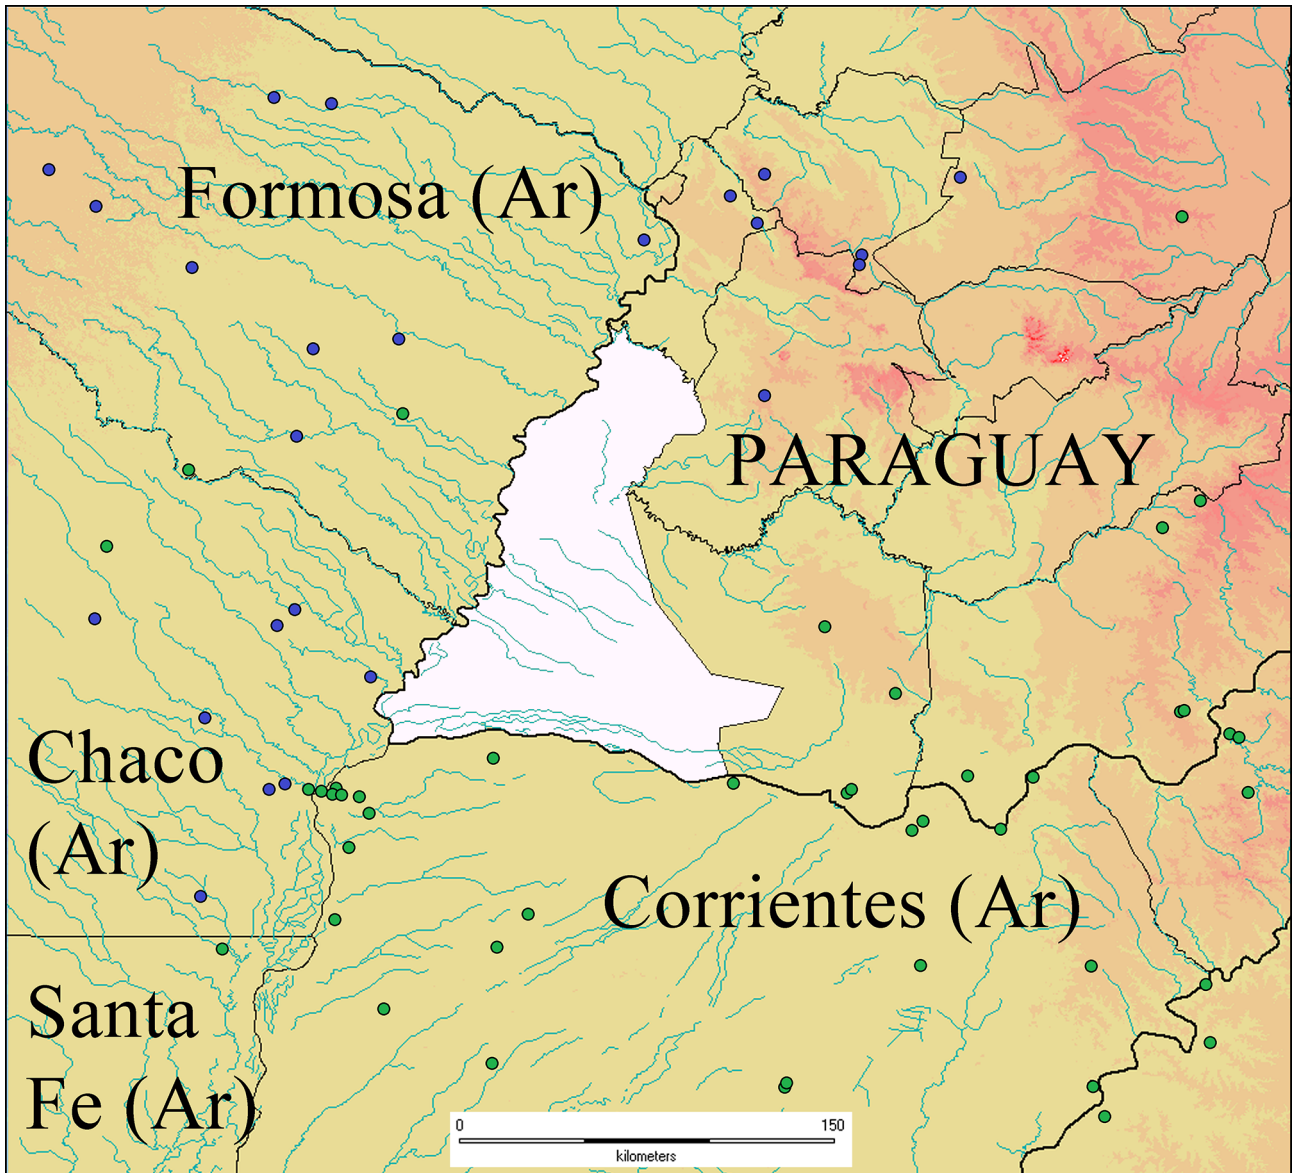 Formosa (Ar)
PARAGUAY
Chaco
(Ar)
Corrientes (Ar)
Santa
Fe (Ar)
0 150
kilometers